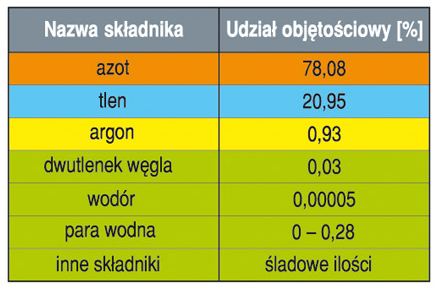 Nazwa składnika Udział objętościowy [%]
azot 78,08
tlen 20,95
argon 0,93
dwutlenek węgla 0,03
wodór 0,00005
para wodna 0 – 0,28
inne składniki śladowe ilości